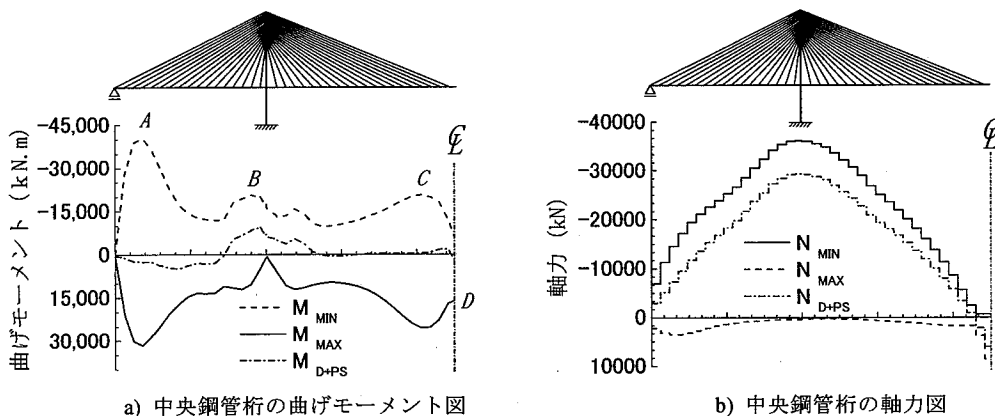 -45,000
-30,000
-15,000
0
15,000
30,000
曲げモーメント (kN.m)
A
B
C
D
℄
M MIN
M MAX
M D+PS
a) 中央鋼管桁の曲げモーメント図
-40000
-30000
-20000
-10000
0
10000
軸力 (kN)
℄
N MIN
N MAX
N D+PS
b) 中央鋼管桁の軸力図